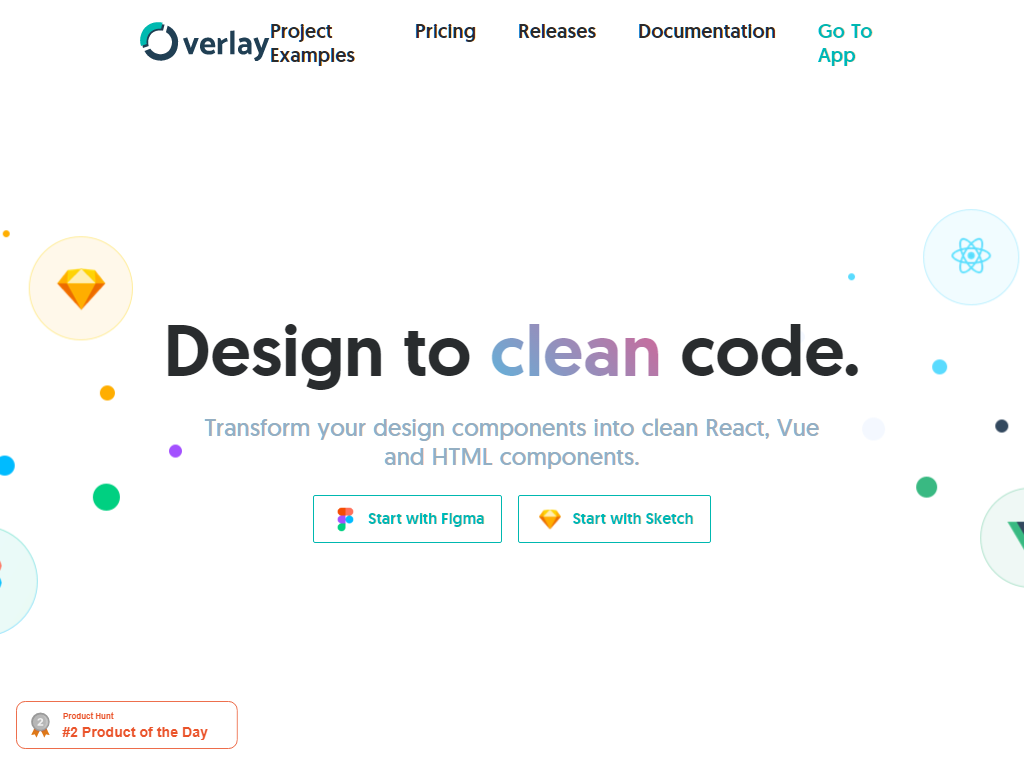 Overlay
Project
Examples
Pricing
Releases
Documentation
Go To
App
Design to clean code.
Transform your design components into clean React, Vue
and HTML components.
Start with Figma
Start with Sketch
2
Product Hunt
#2 Product of the Day